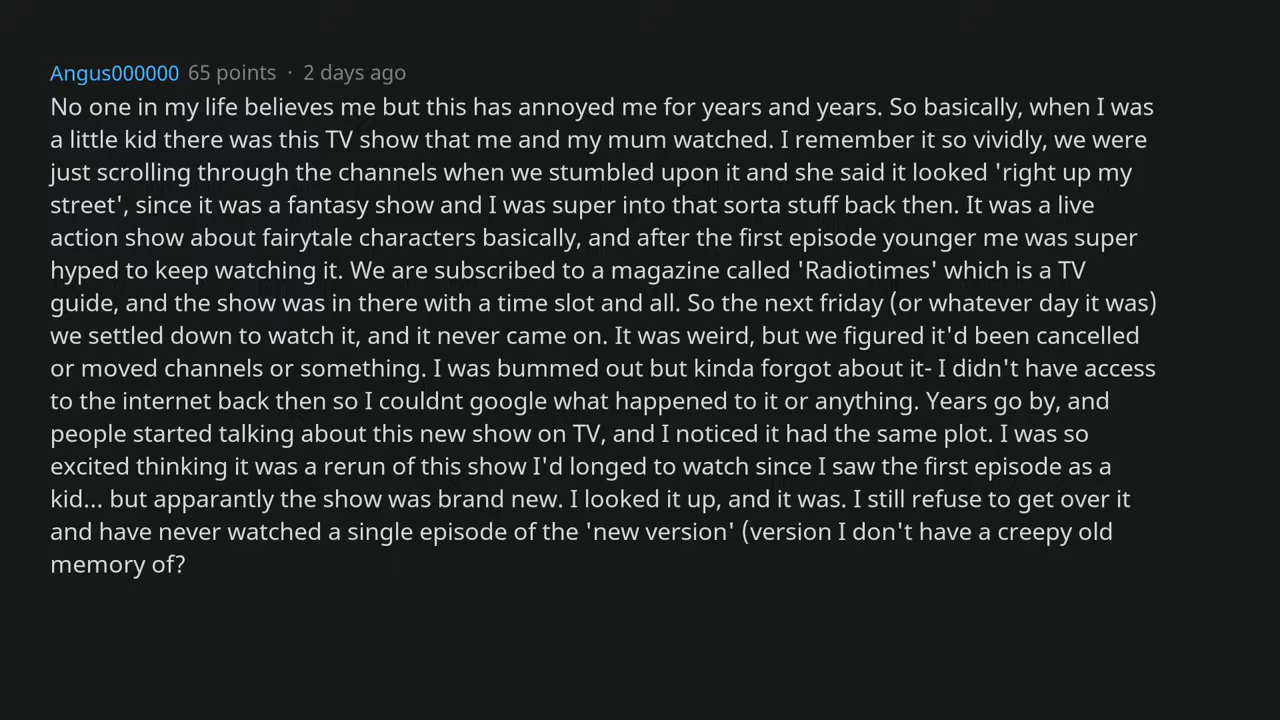 Angus000000 65 points · 2 days ago
No one in my life believes me but this has annoyed me for years and years. So basically, when I was
a little kid there was this TV show that me and my mum watched. I remember it so vividly, we were
just scrolling through the channels when we stumbled upon it and she said it looked 'right up my
street', since it was a fantasy show and I was super into that sorta stuff back then. It was a live
action show about fairytale characters basically, and after the first episode younger me was super
hyped to keep watching it. We are subscribed to a magazine called 'Radiotimes' which is a TV
guide, and the show was in there with a time slot and all. So the next friday (or whatever day it was)
we settled down to watch it, and it never came on. It was weird, but we figured it'd been cancelled
or moved channels or something. I was bummed out but kinda forgot about it- I didn't have access
to the internet back then so I couldnt google what happened to it or anything. Years go by, and
people started talking about this new show on TV, and I noticed it had the same plot. I was so
excited thinking it was a rerun of this show I'd longed to watch since I saw the first episode as a
kid... but apparantly the show was brand new. I looked it up, and it was. I still refuse to get over it
and have never watched a single episode of the 'new version' (version I don't have a creepy old
memory of?